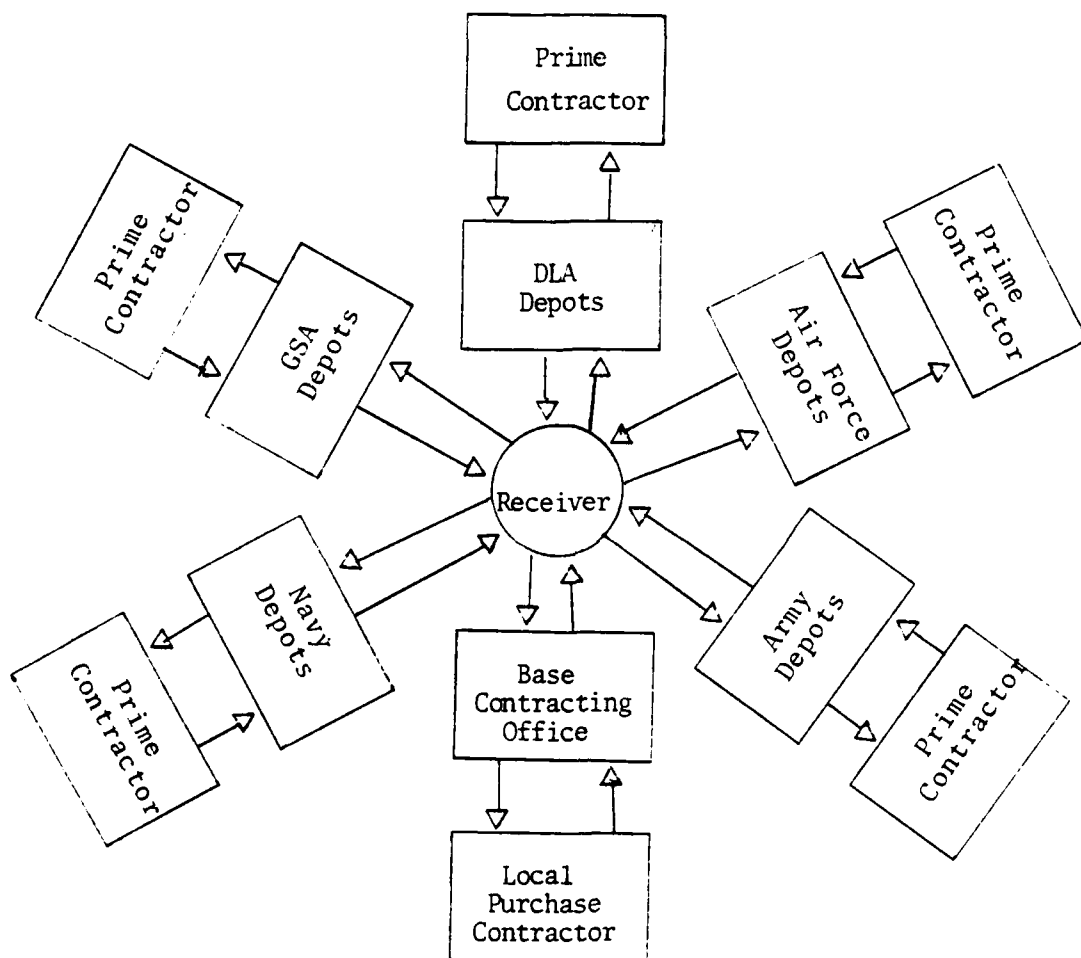 Prime
Contractor
Prime
Contractor
GSA
Depots
DLA
Depots
Air Force
Depots
Prime
Contractor
Receiver
Prime
Contractor
Navy
Depots
Base
Contracting
Office
Army
Depots
Prime
Contractor
Local
Purchase
Contractor